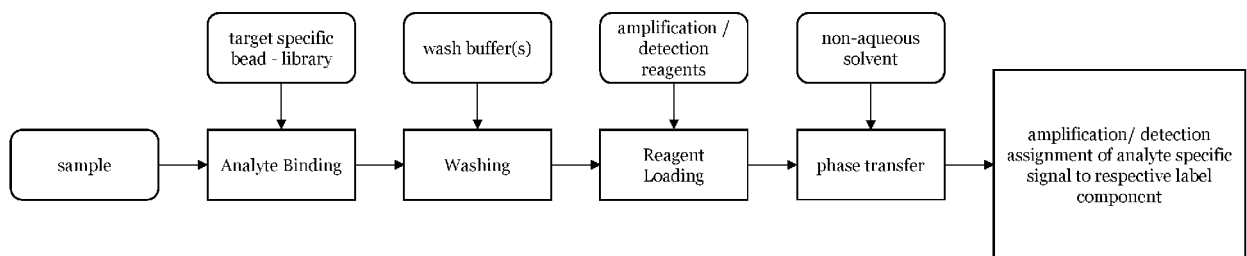 target specific
bead - library
wash buffer(s)
amplification /
detection
reagents
non-aqueous
solvent
sample
Analyte Binding
Washing
Reagent
Loading
phase transfer
amplification/ detection
assignment of analyte specific
signal to respective label
component